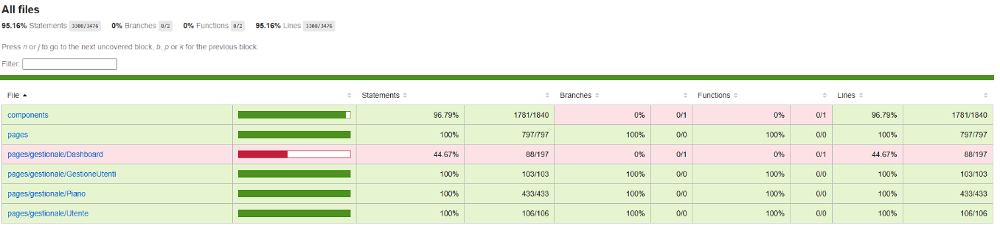 All files
95.16% Statements 3308/3476 0% Branches 0/2 0% Functions 0/2 95.16% Lines 3308/3476
Press n or j to go to the next uncovered block, b, p or k for the previous block.
Filter:
File Statements Branches Functions Lines
components 96.79% 1781/1840 0% 0/1 0% 0/1 96.79% 1781/1840
pages 100% 797/797 100% 0/0 100% 0/0 100% 797/797
pages/gestionale/Dashboard 44.67% 88/197 0% 0/1 0% 0/1 44.67% 88/197
pages/gestionale/GestioneUtenti 100% 103/103 100% 0/0 100% 0/0 100% 103/103
pages/gestionale/Piano 100% 433/433 100% 0/0 100% 0/0 100% 433/433
pages/gestionale/Utente 100% 106/106 100% 0/0 100% 0/0 100% 106/106